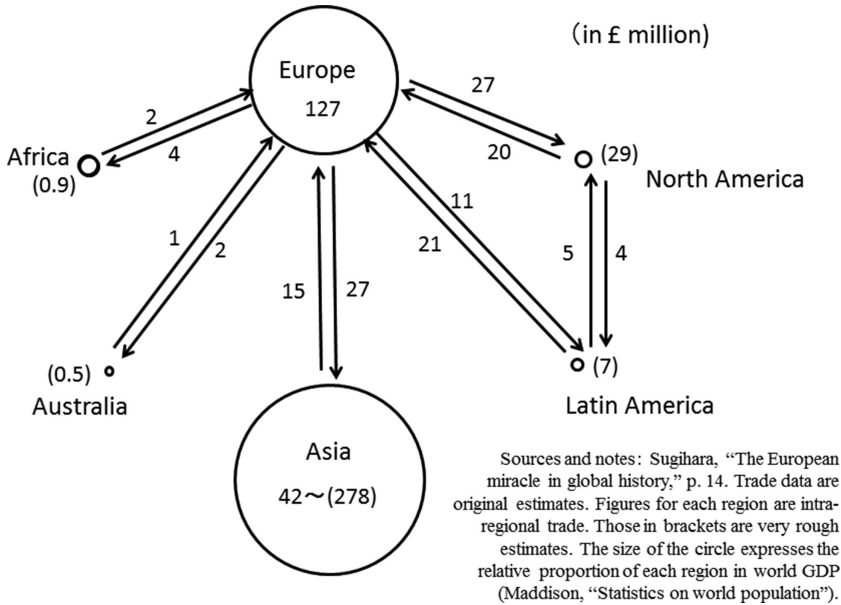 (in £ million)
Europe
127
27
2
4
20
Africa
(0.9)
(29)
North America
11
1
2
21
5
4
15
27
(0.5)
Australia
(7)
Latin America
Asia
42～(278)
Sources and notes: Sugihara, “The European
miracle in global history,” p. 14. Trade data are
original estimates. Figures for each region are intra-
regional trade. Those in brackets are very rough
estimates. The size of the circle expresses the
relative proportion of each region in world GDP
(Maddison, “Statistics on world population”).